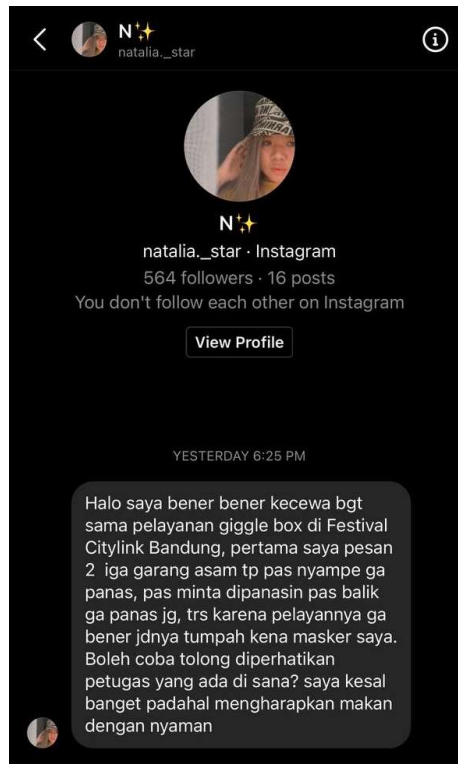 N✨
natalia._star
N✨
natalia._star · Instagram
564 followers · 16 posts
You don't follow each other on Instagram
View Profile
YESTERDAY 6:25 PM
Halo saya bener bener kecewa bgt
sama pelayanan giggle box di Festival
Citylink Bandung, pertama saya pesan
2  iga garang asam tp pas nyampe ga
panas, pas minta dipanasin pas balik
ga panas jg, trs karena pelayannya ga
bener jdnya tumpah kena masker saya.
Boleh coba tolong diperhatikan
petugas yang ada di sana? saya kesal
banget padahal mengharapkan makan
dengan nyaman